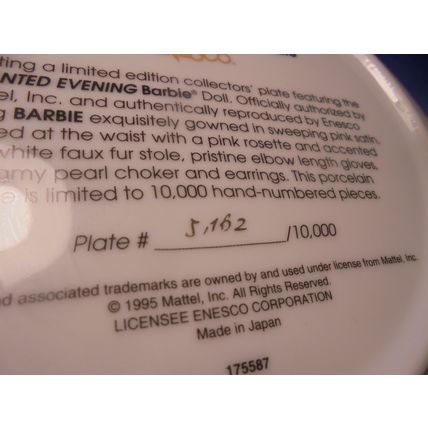 ting a limited edition collectors' plate featuring the
NTED EVENING Barbie® Doll. Officially authorized by
el, Inc. and authentically reproduced by Enesco
g BARBIE exquisitely gowned in sweeping pink satin,
ed at the waist with a pink rosette and accented
white faux fur stole, pristine elbow length gloves,
amy pearl choker and earrings. This porcelain
e is limited to 10,000 hand-numbered pieces.
Plate # 5,162 /10,000
d associated trademarks are owned by and used under license from Mattel, Inc.
© 1995 Mattel, Inc. All Rights Reserved.
LICENSEE ENESCO CORPORATION
Made in Japan
175587